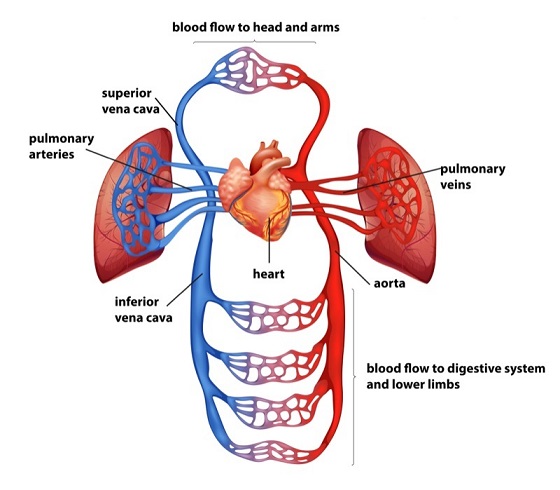 blood flow to head and arms
superior
vena cava
pulmonary
arteries
pulmonary
veins
heart
aorta
inferior
vena cava
blood flow to digestive system
and lower limbs